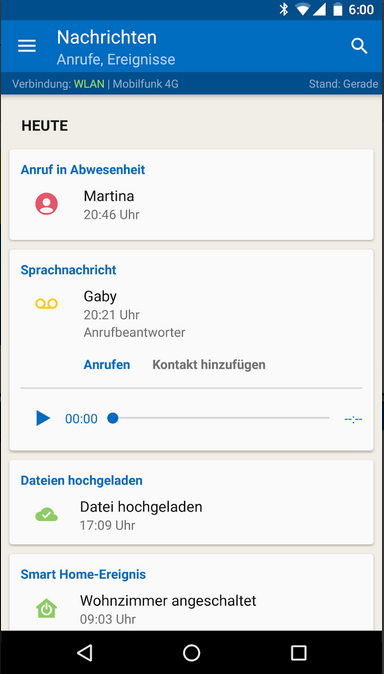 6:00
Nachrichten
Anrufe, Ereignisse
Verbindung: WLAN | Mobilfunk 4G Stand: Gerade
HEUTE
Anruf in Abwesenheit
Martina
20:46 Uhr
Sprachnachricht
Gaby
20:21 Uhr
Anrufbeantworter
Anrufen Kontakt hinzufügen
00:00 --:--
Dateien hochgeladen
Datei hochgeladen
17:09 Uhr
Smart Home-Ereignis
Wohnzimmer angeschaltet
09:03 Uhr